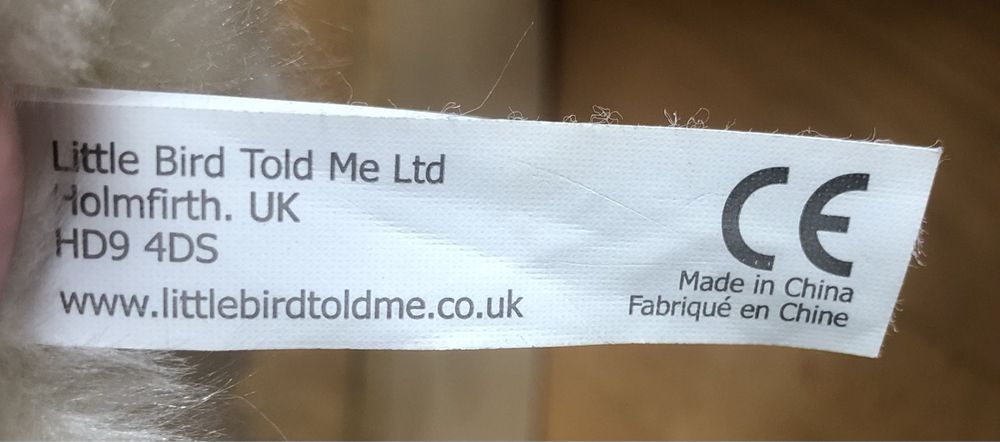 Little Bird Told Me Ltd
Holmfirth. UK
HD9 4DS
www.littlebirdtoldme.co.uk
CE
Made in China
Fabriqué en Chine